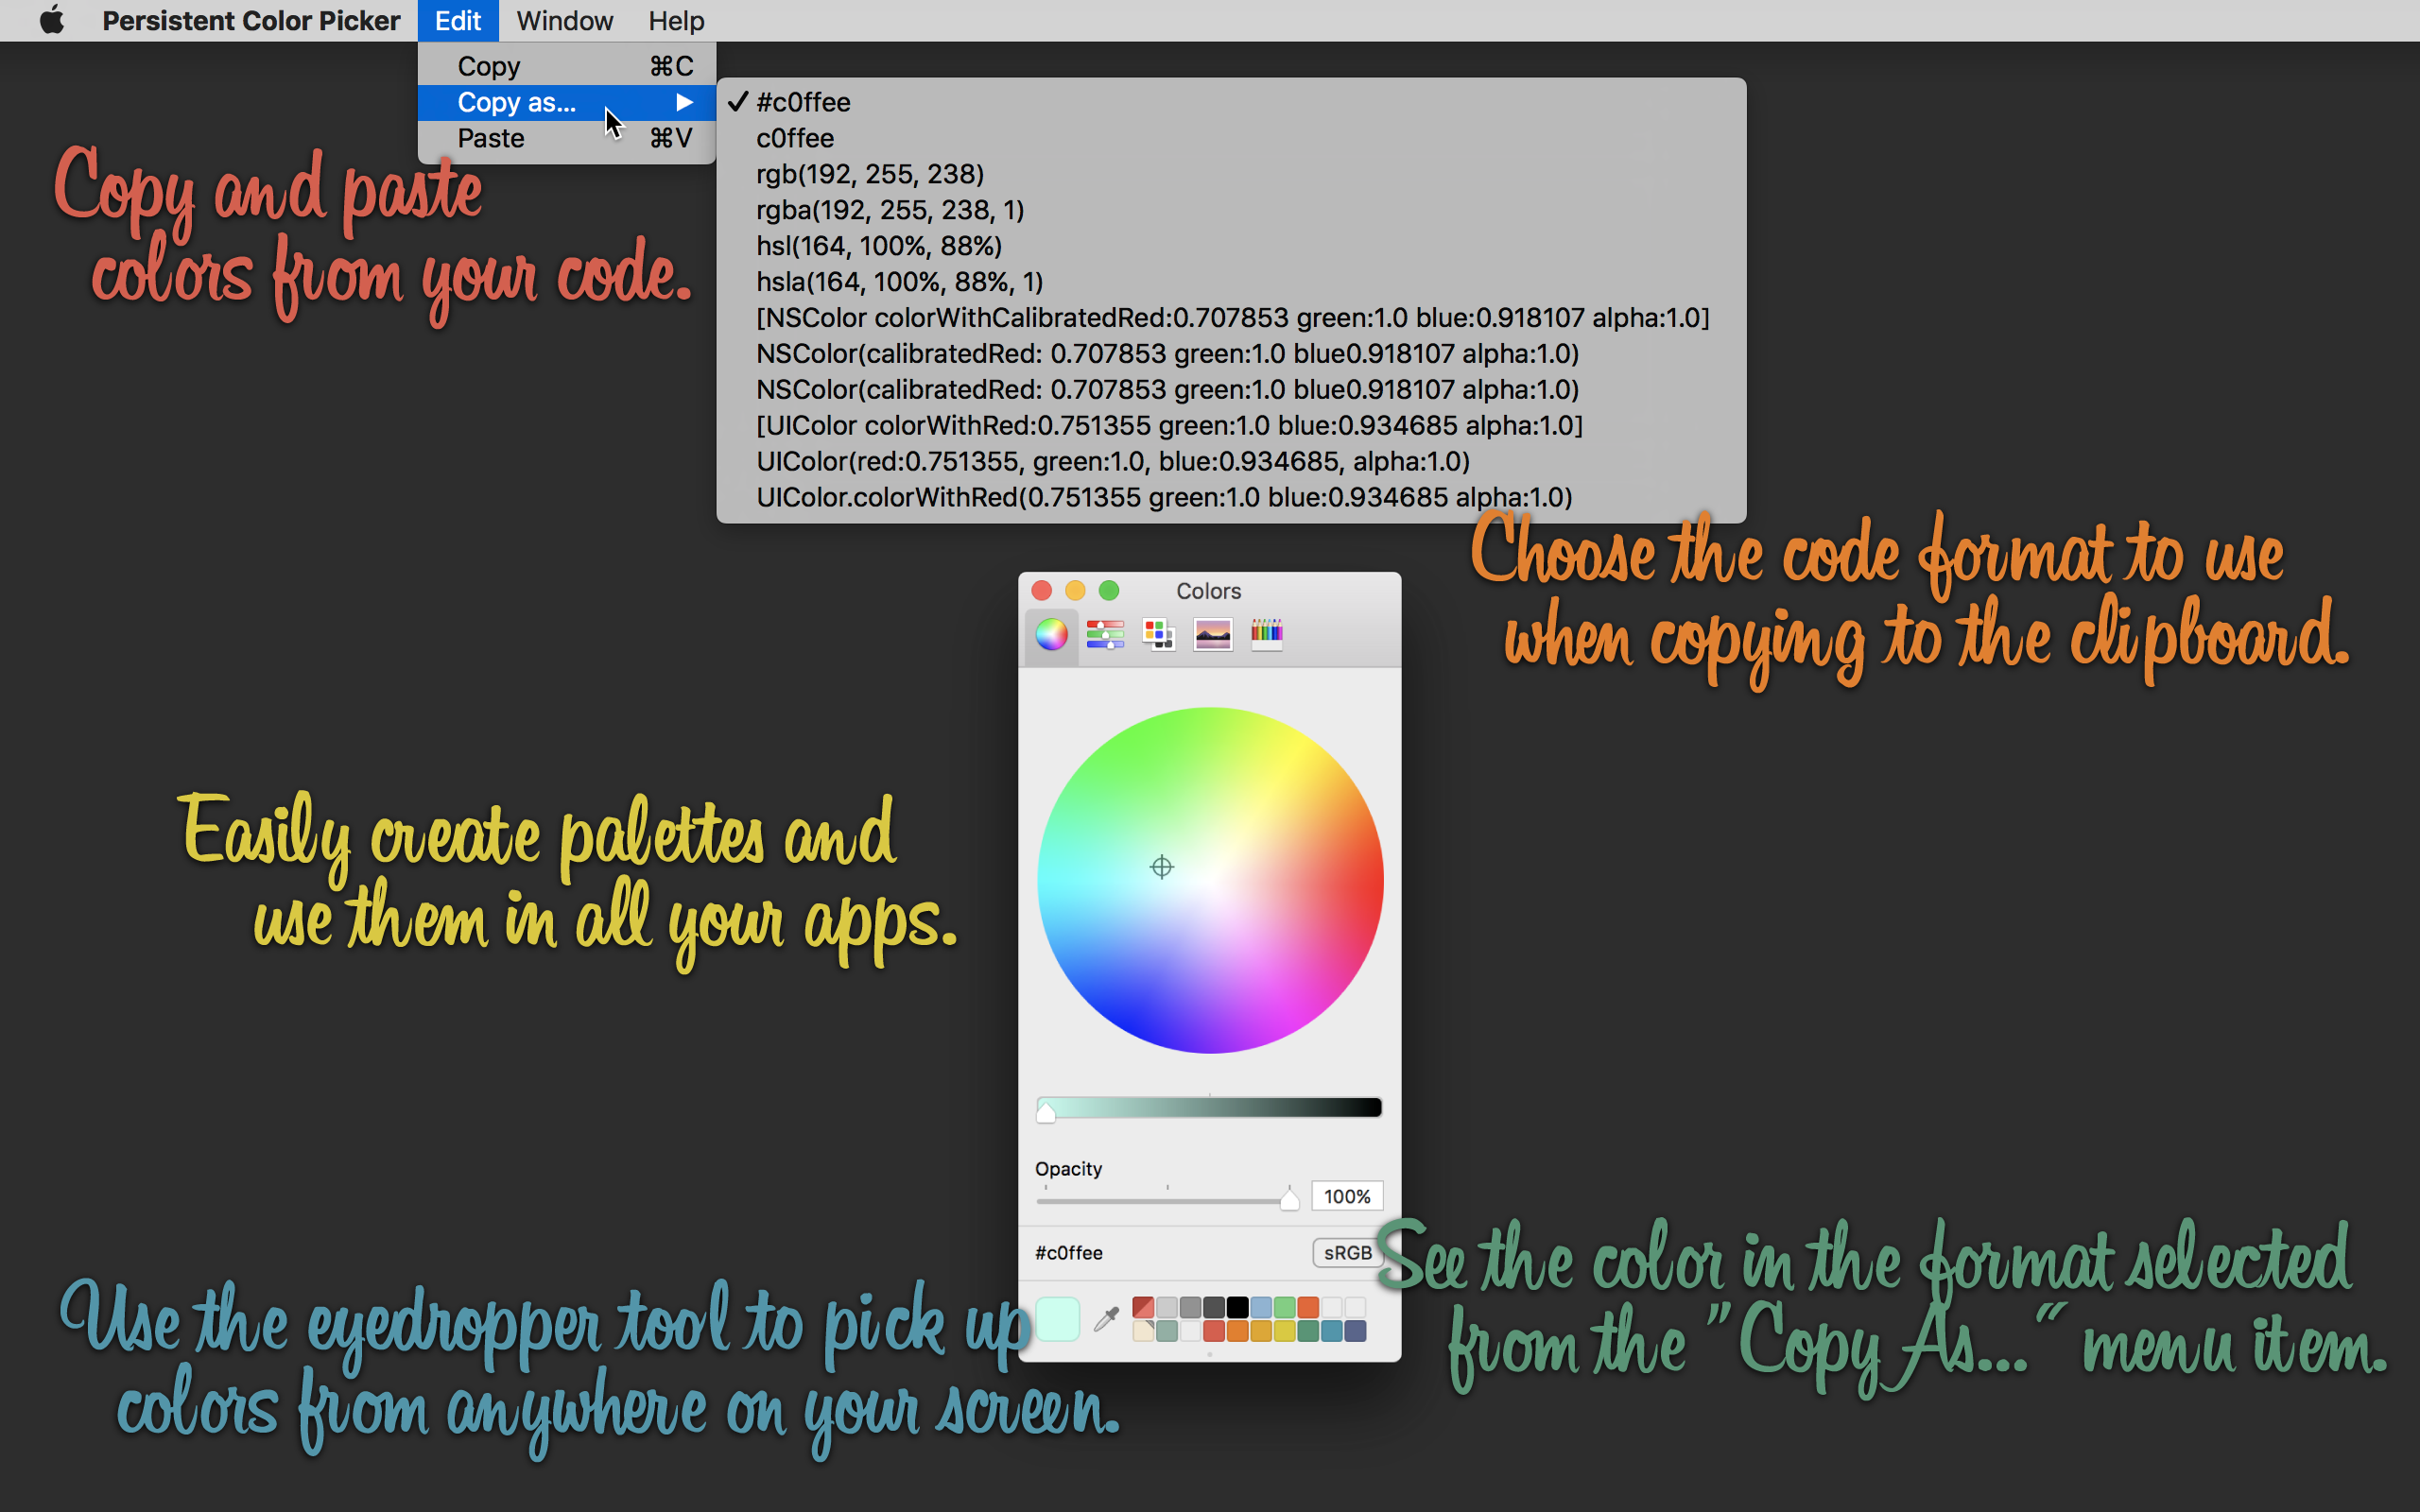 Persistent Color Picker Edit Window Help
Copy ⌘C
Copy as... ▶
Paste ⌘V
✓ #c0ffee
c0ffee
rgb(192, 255, 238)
rgba(192, 255, 238, 1)
hsl(164, 100%, 88%)
hsla(164, 100%, 88%, 1)
[NSColor colorWithCalibratedRed:0.707853 green:1.0 blue:0.918107 alpha:1.0]
NSColor(calibratedRed: 0.707853 green:1.0 blue0.918107 alpha:1.0)
NSColor(calibratedRed: 0.707853 green:1.0 blue0.918107 alpha:1.0)
[UIColor colorWithRed:0.751355 green:1.0 blue:0.934685 alpha:1.0]
UIColor(red:0.751355, green:1.0, blue:0.934685, alpha:1.0)
UIColor.colorWithRed(0.751355 green:1.0 blue:0.934685 alpha:1.0)
Copy and paste
colors from your code.
Choose the code format to use
when copying to the clipboard.
Colors
Easily create palettes and
use them in all your apps.
Opacity
100%
#c0ffee
sRGB
See the color in the format selected
from the "Copy As..." menu item.
Use the eyedropper tool to pick up
colors from anywhere on your screen.